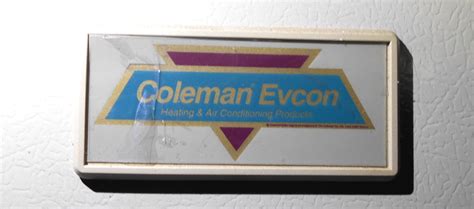 Coleman Evcon
Heating & Air Conditioning Products